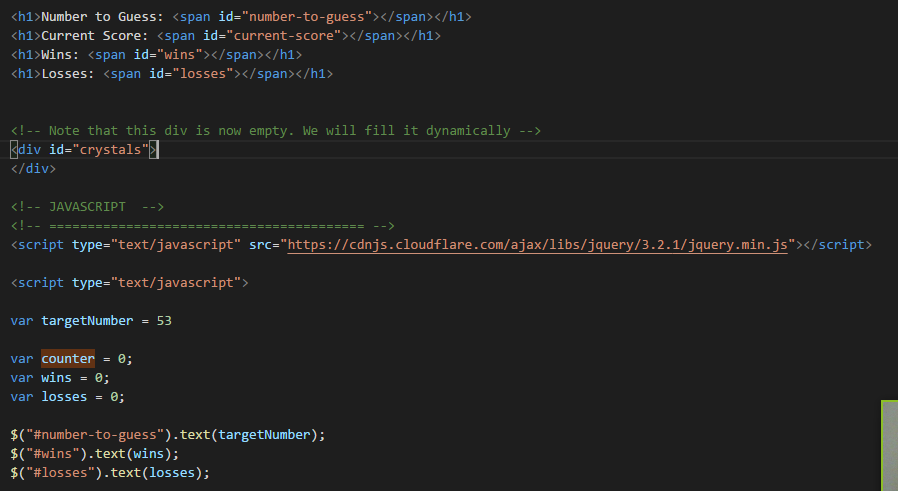 <h1>Number to Guess: <span id="number-to-guess"></span></h1>
<h1>Current Score: <span id="current-score"></span></h1>
<h1>Wins: <span id="wins"></span></h1>
<h1>Losses: <span id="losses"></span></h1>
<!-- Note that this div is now empty. We will fill it dynamically -->
<div id="crystals">
</div>
<!-- JAVASCRIPT  -->
<!-- ========================================= -->
<script type="text/javascript" src="https://cdnjs.cloudflare.com/ajax/libs/jquery/3.2.1/jquery.min.js"></script>
<script type="text/javascript">
var targetNumber = 53
var counter = 0;
var wins = 0;
var losses = 0;
$("#number-to-guess").text(targetNumber);
$("#wins").text(wins);
$("#losses").text(losses);